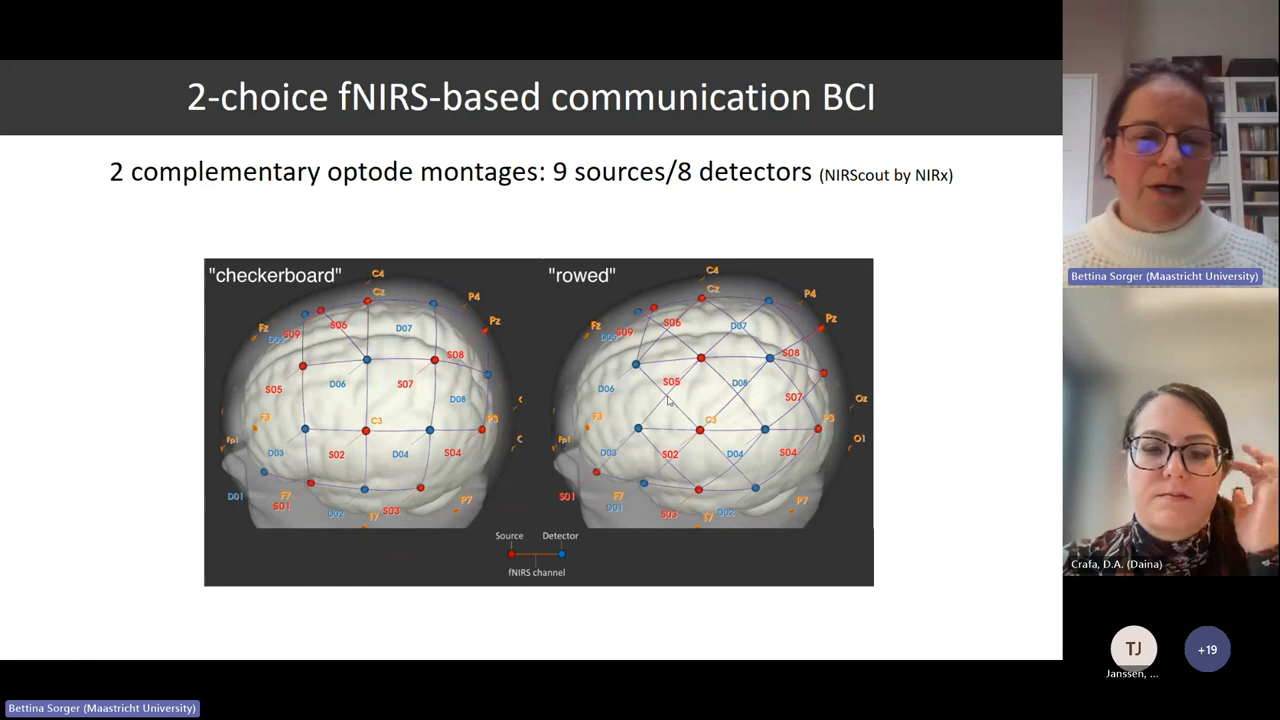 2-choice fNIRS-based communication BCI
2 complementary optode montages: 9 sources/8 detectors (NIRScout by NIRx)
"checkerboard"
C4
Cz
P4
Pz
Fz
S09
S06
D07
S08
S05
D06
S07
D08
F3
C3
P3
Fp1
D03
S02
D04
S04
D01
F7
S01
D02
T7
S03
P7
"rowed"
C4
Cz
P4
Pz
Fz
S09
S06
D07
S08
D06
S05
D08
S07
Oz
F3
C3
P3
Fp1
O1
D03
S02
D04
S04
S01
F7
D01
S03
T7
D02
P7
Source
Detector
fNIRS channel
Bettina Sorger (Maastricht University)
Crafa, D.A. (Daina)
TJ
+19
Janssen, ...
Bettina Sorger (Maastricht University)